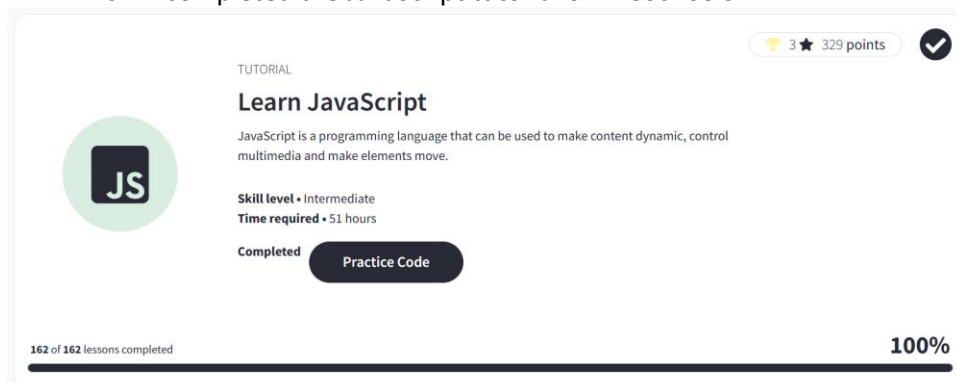 3 ★ 329 points
TUTORIAL
Learn JavaScript
JavaScript is a programming language that can be used to make content dynamic, control
multimedia and make elements move.
JS
Skill level • Intermediate
Time required • 51 hours
Completed
Practice Code
162 of 162 lessons completed
100%